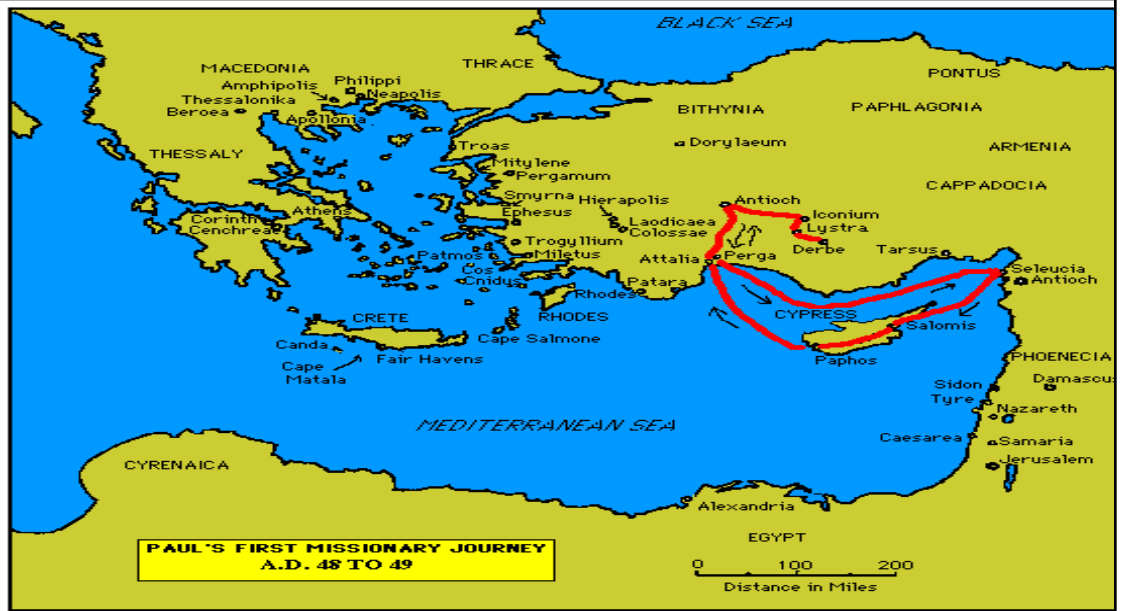 BLACK SEA
MACEDONIA
THRACE
PONTUS
Amphipolis
Philippi
Thessalonika
Neapolis
BITHYNIA
PAPHLAGONIA
Beroea
Apollonia
Dorylaeum
ARMENIA
THESSALY
Troas
Mitylene
Pergamum
CAPPADOCIA
Smyrna
Hierapolis
Antioch
Corinth
Athens
Ephesus
Laodicaea
Iconium
Cenchreae
Colossae
Lystra
Trogyllium
Derbe
Tarsus
Patmos
Miletus
Attalia
Perga
Cos
Seleucia
Cnidus
Patara
Antioch
Rhodes
CRETE
RHODES
CYPRESS
Salomis
Canda
Cape Salmone
Fair Havens
Paphos
PHOENECIA
Cape
Matala
Sidon
Damascus
Tyre
Nazareth
MEDITERRANEAN SEA
Caesarea
Samaria
CYRENAICA
Jerusalem
Alexandria
EGYPT
PAUL'S FIRST MISSIONARY JOURNEY
A.D. 48 TO 49
0 100 200
Distance in Miles